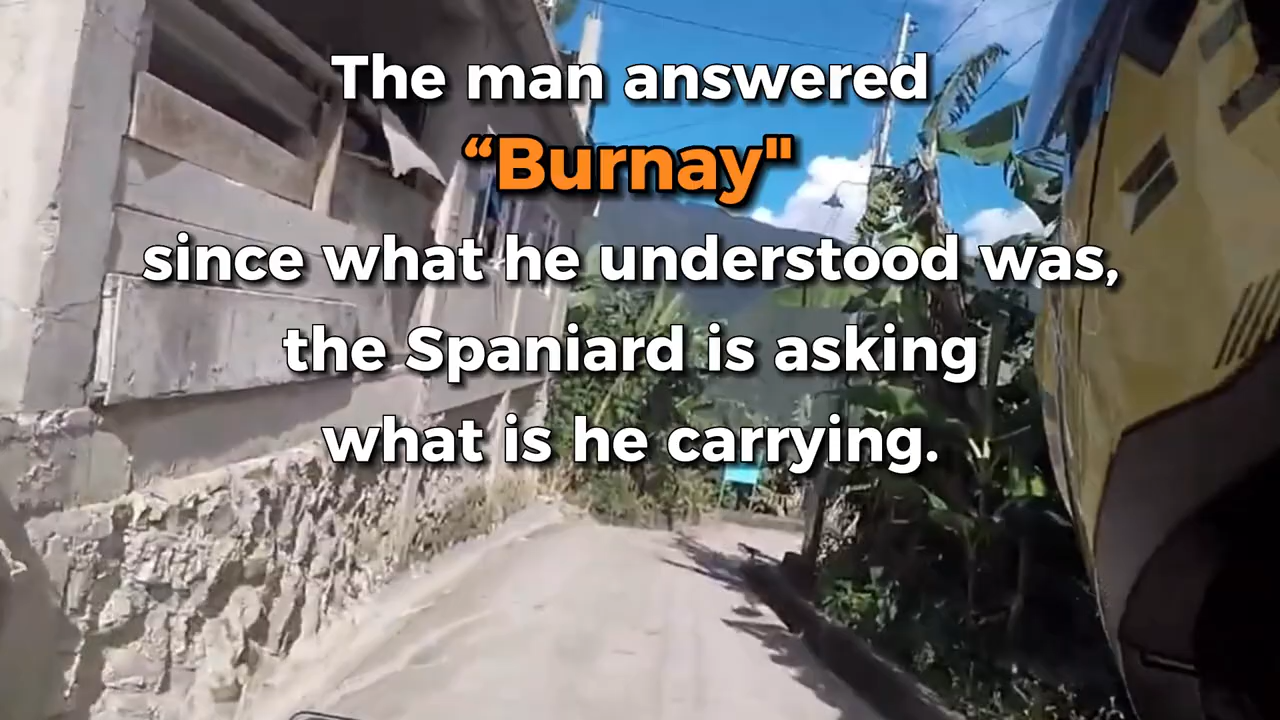 The man answered
“Burnay"
since what he understood was,
the Spaniard is asking
what is he carrying.